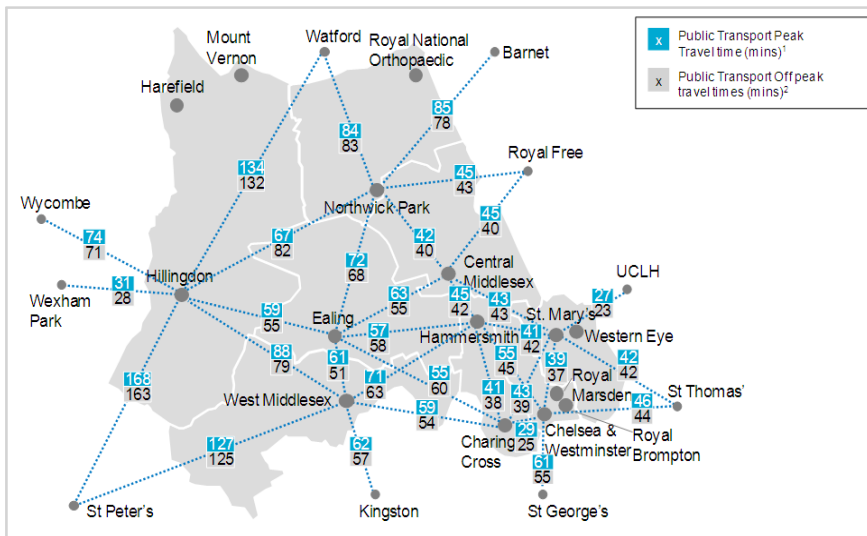 Mount
Vernon
Watford
Royal National
Orthopaedic
Barnet
x Public Transport Peak
Travel time (mins)1
x Public Transport Off peak
travel times (mins)2
Harefield
85
78
84
83
134
132
Royal Free
45
43
Wycombe
Northwick Park
45
40
74
71
67
82
42
40
72
68
Central
Middlesex
UCLH
Wexham
Park
31
28
Hillingdon
63
55
45
42
43
43
27
23
59
55
Ealing
57
58
Hammersmith
St. Mary's
Western Eye
41
42
88
79
61
51
55
45
39
37
42
42
168
163
71
63
55
60
41
38
43
39
Royal
Marsden
St Thomas'
West Middlesex
59
54
46
44
127
125
62
57
Charing
Cross
29
25
Chelsea &
Westminster
Royal
Brompton
61
55
St Peter's
Kingston
St George's